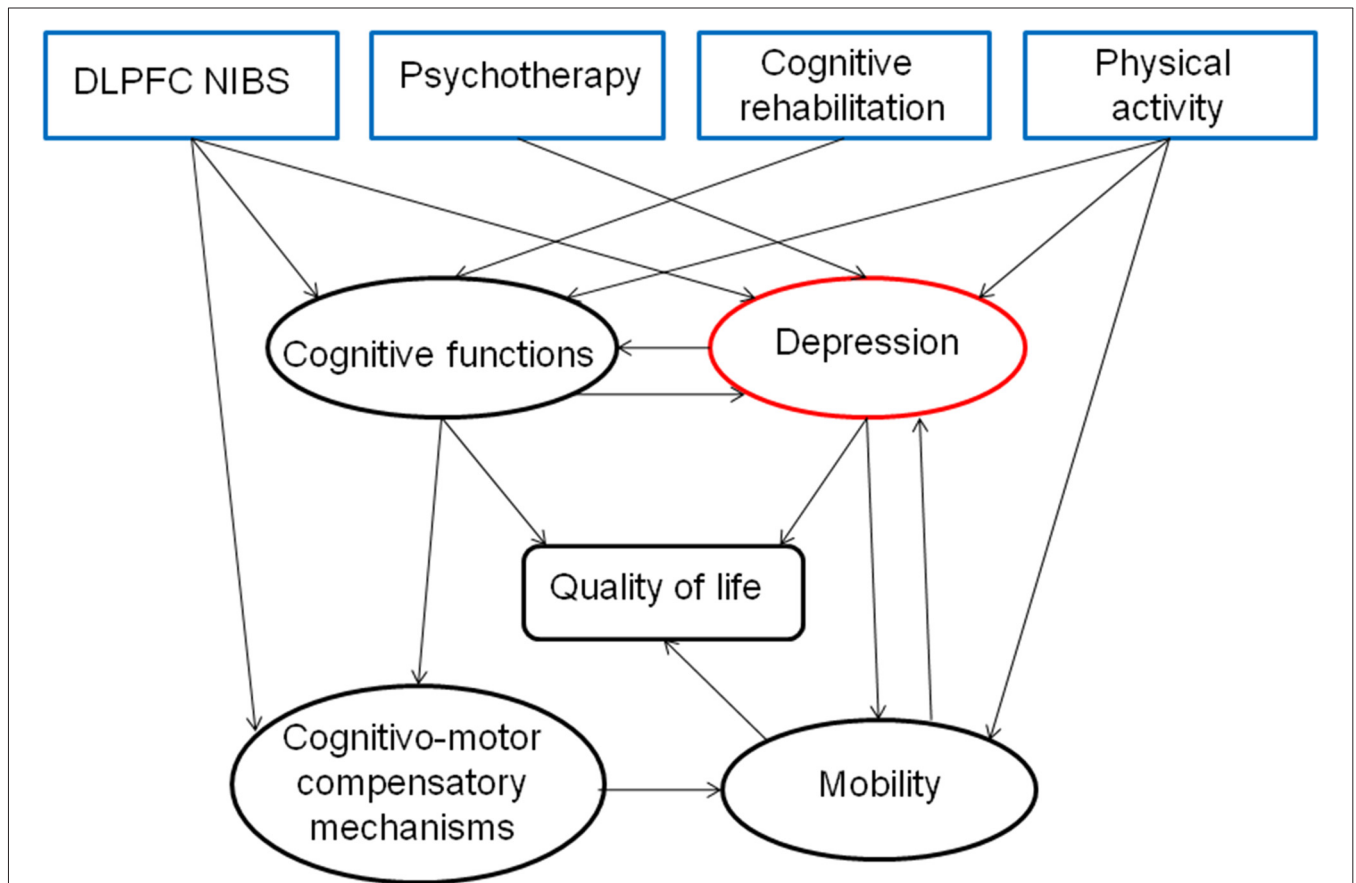 DLPFC NIBS
Psychotherapy
Cognitive
rehabilitation
Physical
activity
Cognitive functions
Depression
Quality of life
Cognitivo-motor
compensatory
mechanisms
Mobility